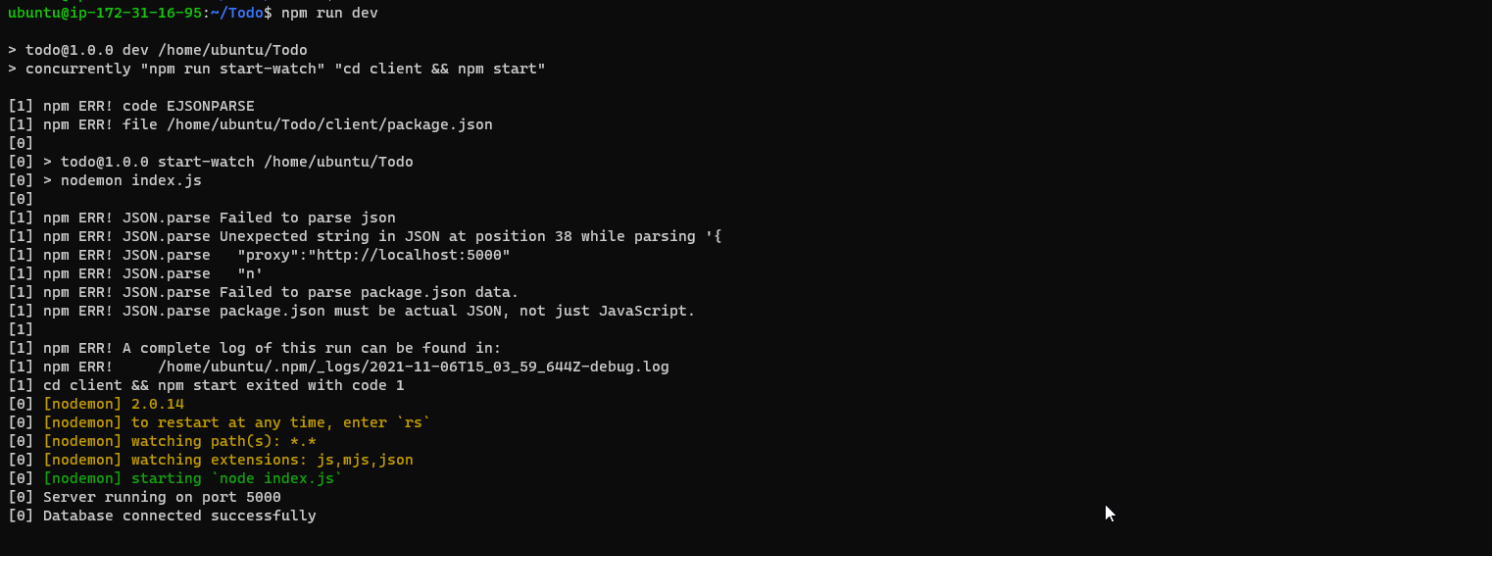 ubuntu@ip-172-31-16-95:~/Todo$ npm run dev
> todo@1.0.0 dev /home/ubuntu/Todo
> concurrently "npm run start-watch" "cd client && npm start"
[1] npm ERR! code EJSONPARSE
[1] npm ERR! file /home/ubuntu/Todo/client/package.json
[0]
[0] > todo@1.0.0 start-watch /home/ubuntu/Todo
[0] > nodemon index.js
[0]
[1] npm ERR! JSON.parse Failed to parse json
[1] npm ERR! JSON.parse Unexpected string in JSON at position 38 while parsing '{
[1] npm ERR! JSON.parse   "proxy":"http://localhost:5000"
[1] npm ERR! JSON.parse   "n'
[1] npm ERR! JSON.parse Failed to parse package.json data.
[1] npm ERR! JSON.parse package.json must be actual JSON, not just JavaScript.
[1]
[1] npm ERR! A complete log of this run can be found in:
[1] npm ERR!     /home/ubuntu/.npm/_logs/2021-11-06T15_03_59_644Z-debug.log
[1] cd client && npm start exited with code 1
[0] [nodemon] 2.0.14
[0] [nodemon] to restart at any time, enter `rs`
[0] [nodemon] watching path(s): *.*
[0] [nodemon] watching extensions: js,mjs,json
[0] [nodemon] starting `node index.js`
[0] Server running on port 5000
[0] Database connected successfully